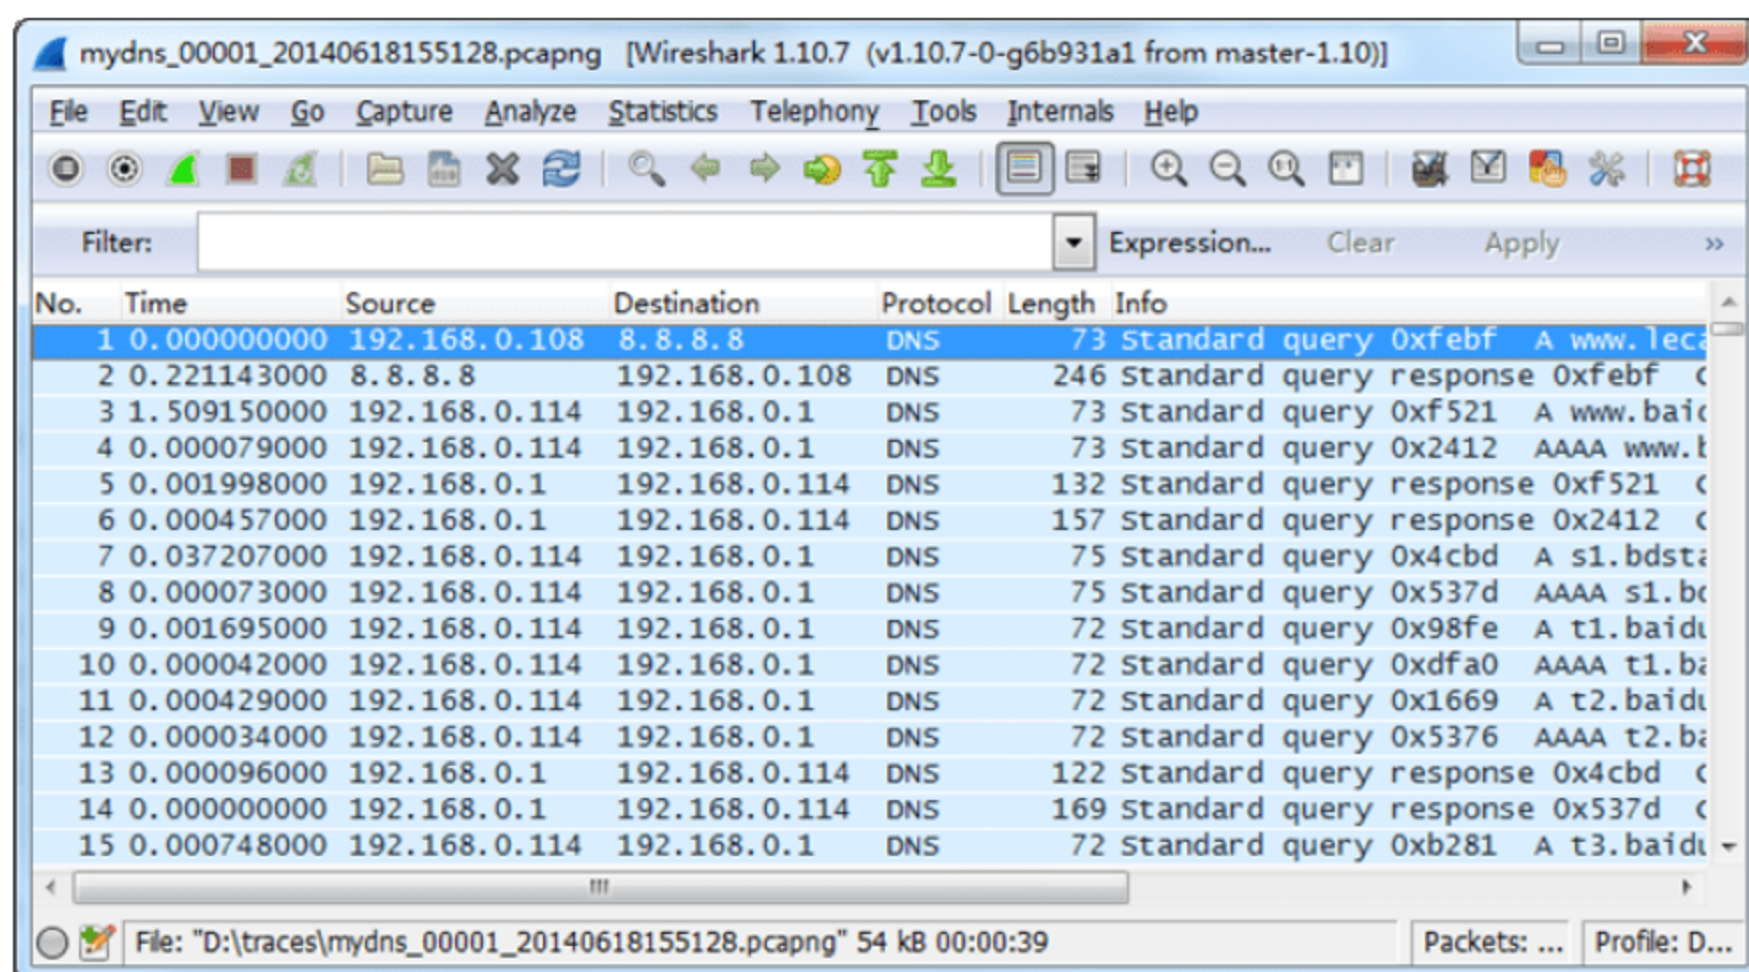 mydns_00001_20140618155128.pcapng [Wireshark 1.10.7 (v1.10.7-0-g6b931a1 from master-1.10)]
File Edit View Go Capture Analyze Statistics Telephony Tools Internals Help
Filter: Expression... Clear Apply »
No. Time Source Destination Protocol Length Info
1 0.000000000 192.168.0.108 8.8.8.8 DNS 73 Standard query 0xfebf A www.leca
2 0.221143000 8.8.8.8 192.168.0.108 DNS 246 Standard query response 0xfebf C
3 1.509150000 192.168.0.114 192.168.0.1 DNS 73 Standard query 0xf521 A www.baid
4 0.000079000 192.168.0.114 192.168.0.1 DNS 73 Standard query 0x2412 AAAA www.b
5 0.001998000 192.168.0.1 192.168.0.114 DNS 132 Standard query response 0xf521 C
6 0.000457000 192.168.0.1 192.168.0.114 DNS 157 Standard query response 0x2412 C
7 0.037207000 192.168.0.114 192.168.0.1 DNS 75 Standard query 0x4cbd A s1.bdsta
8 0.000073000 192.168.0.114 192.168.0.1 DNS 75 Standard query 0x537d AAAA s1.bd
9 0.001695000 192.168.0.114 192.168.0.1 DNS 72 Standard query 0x98fe A t1.baidu
10 0.000042000 192.168.0.114 192.168.0.1 DNS 72 Standard query 0xdfa0 AAAA t1.ba
11 0.000429000 192.168.0.114 192.168.0.1 DNS 72 Standard query 0x1669 A t2.baidu
12 0.000034000 192.168.0.114 192.168.0.1 DNS 72 Standard query 0x5376 AAAA t2.ba
13 0.000096000 192.168.0.1 192.168.0.114 DNS 122 Standard query response 0x4cbd C
14 0.000000000 192.168.0.1 192.168.0.114 DNS 169 Standard query response 0x537d C
15 0.000748000 192.168.0.114 192.168.0.1 DNS 72 Standard query 0xb281 A t3.baidu
File: "D:\traces\mydns_00001_20140618155128.pcapng" 54 kB 00:00:39 Packets: ... Profile: D...